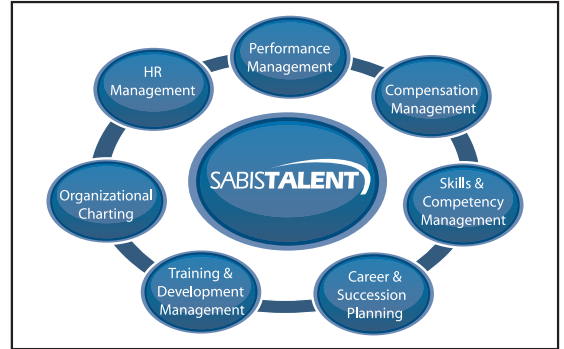 Performance
Management
Compensation
Management
Skills &
Competency
Management
Career &
Succession
Planning
Training &
Development
Management
Organizational
Charting
HR
Management
SABISTALENT